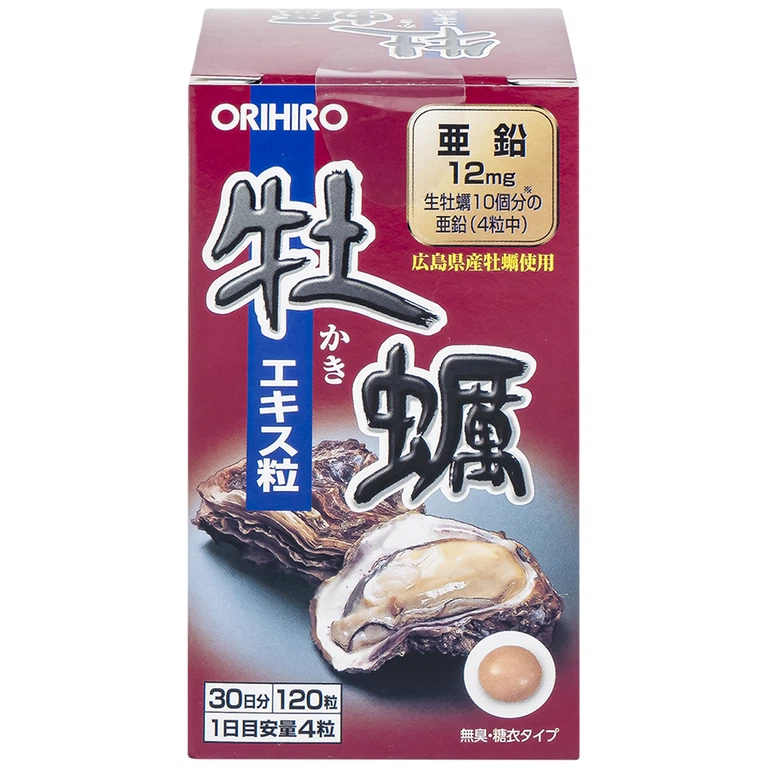 ORIHIRO
牡蠣
かき
エキス粒
亜鉛
12mg
生牡蠣10個分の※
亜鉛(4粒中)
広島県産牡蠣使用
30日分 120粒
1日目安量4粒
無臭・糖衣タイプ